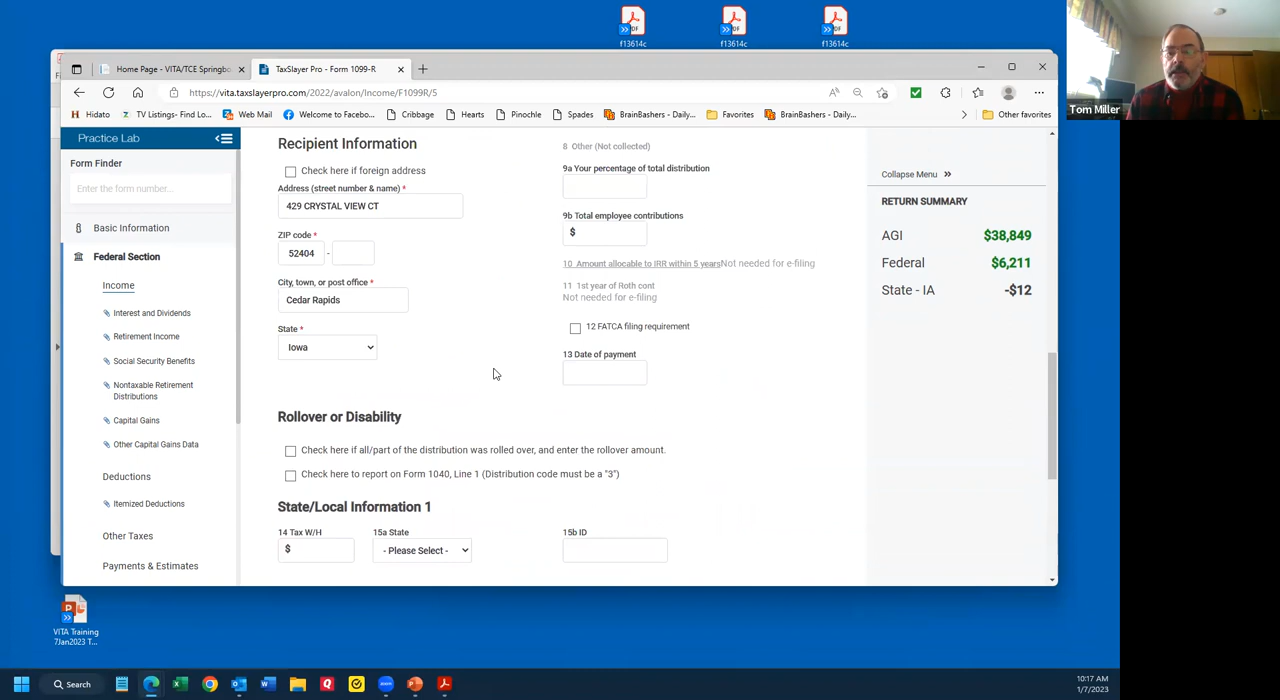 f13614c
f13614c
f13614c
Tom Miller
Home Page - VITA/TCE Springbo
TaxSlayer Pro - Form 1099-R
https://vita.taxslayerpro.com/2022/avalon/Income/F1099R/5
Hidato
TV Listings- Find Lo...
Web Mail
Welcome to Facebo...
Cribbage
Hearts
Pinochle
Spades
BrainBashers - Daily...
Favorites
BrainBashers - Daily...
Other favorites
Practice Lab
Form Finder
Enter the form number...
Basic Information
Federal Section
Income
Interest and Dividends
Retirement Income
Social Security Benefits
Nontaxable Retirement
Distributions
Capital Gains
Other Capital Gains Data
Deductions
Itemized Deductions
Other Taxes
Payments & Estimates
Recipient Information
Check here if foreign address
Address (street number & name) *
429 CRYSTAL VIEW CT
ZIP code *
52404 -
City, town, or post office *
Cedar Rapids
State *
Iowa
8 Other (Not collected)
9a Your percentage of total distribution
9b Total employee contributions
$
10 Amount allocable to IRR within 5 yearsNot needed for e-filing
11 1st year of Roth cont
Not needed for e-filing
12 FATCA filing requirement
13 Date of payment
Rollover or Disability
Check here if all/part of the distribution was rolled over, and enter the rollover amount.
Check here to report on Form 1040, Line 1 (Distribution code must be a "3")
State/Local Information 1
14 Tax W/H
15a State
15b ID
$
- Please Select -
Collapse Menu
RETURN SUMMARY
AGI $38,849
Federal $6,211
State - IA -$12
VITA Training
7Jan2023 T...
Search
10:17 AM
1/7/2023